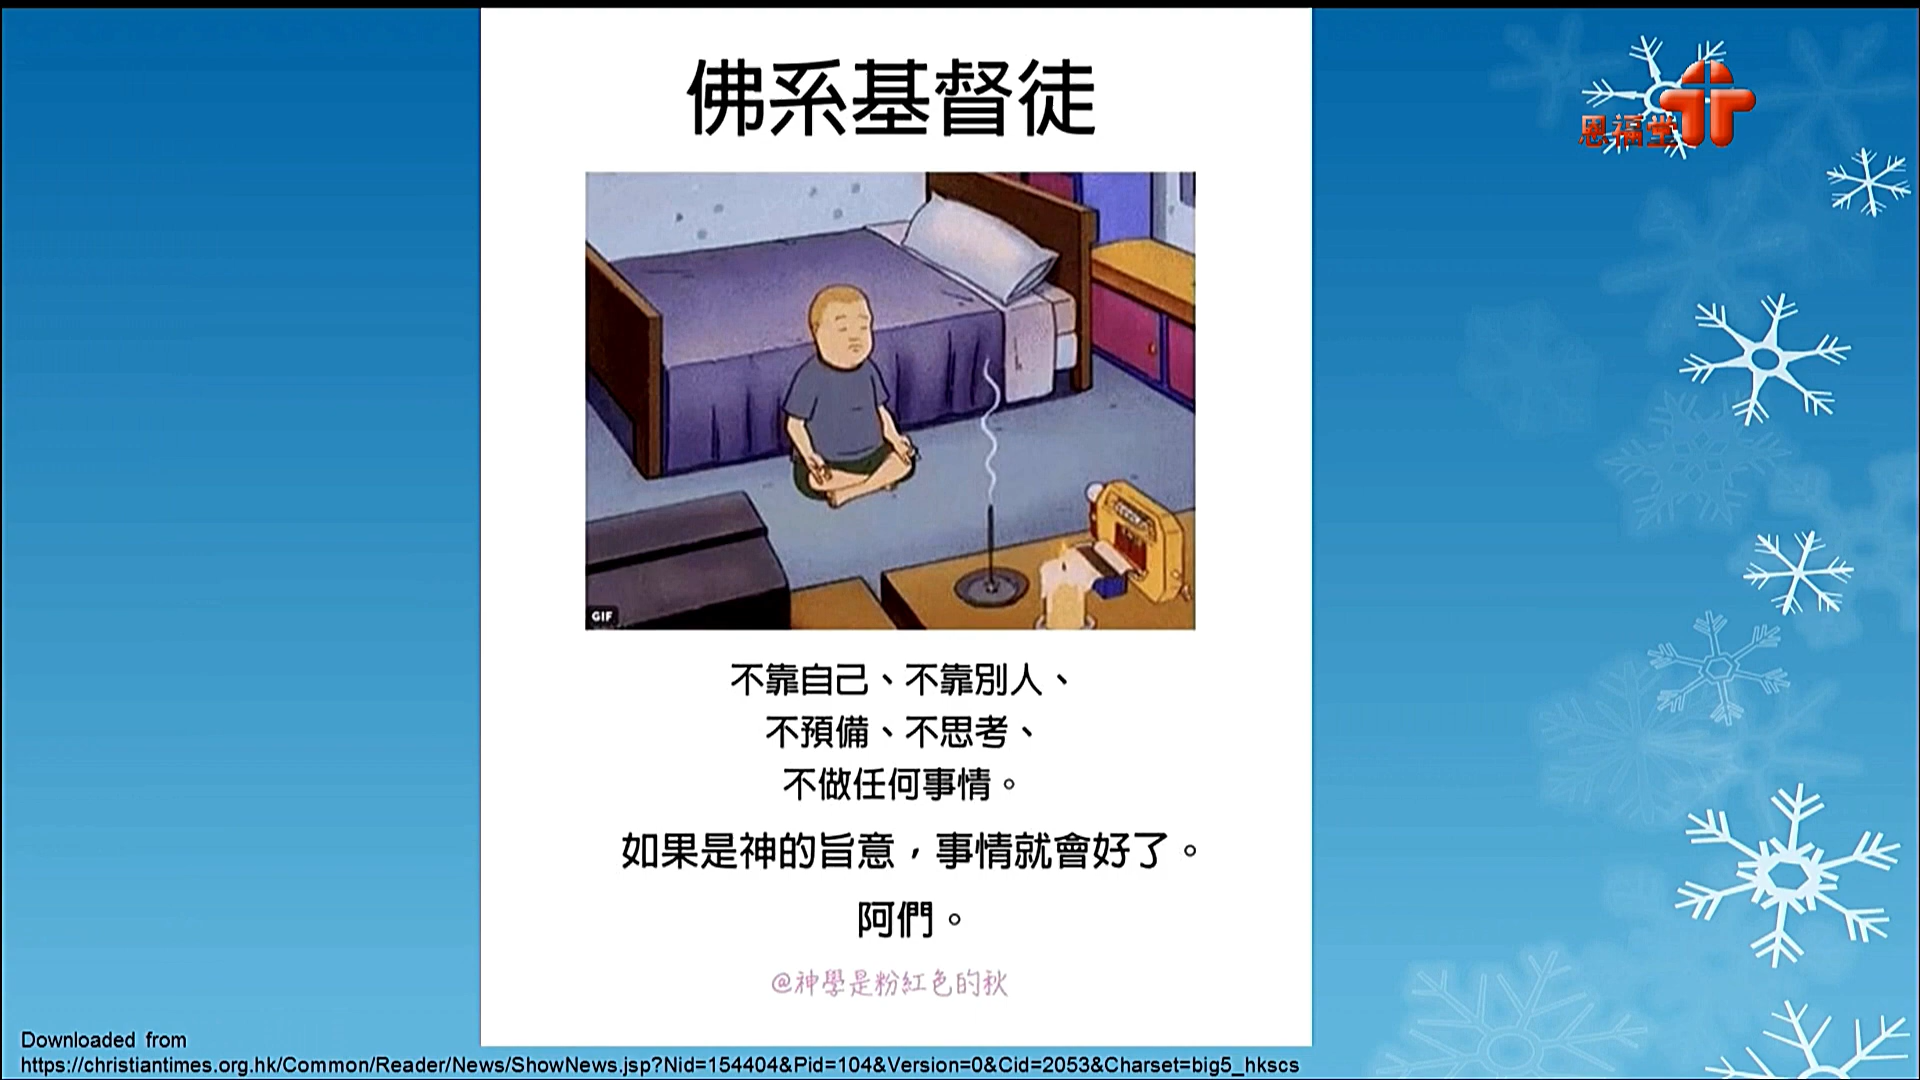 佛系基督徒
恩福堂
GIF
不靠自己、不靠別人、
不預備、不思考、
不做任何事情。
如果是神的旨意，事情就會好了。
阿們。
@神學是粉紅色的秋
Downloaded from
https://christiantimes.org.hk/Common/Reader/News/ShowNews.jsp?Nid=154404&Pid=104&Version=0&Cid=2053&Charset=big5_hkscs